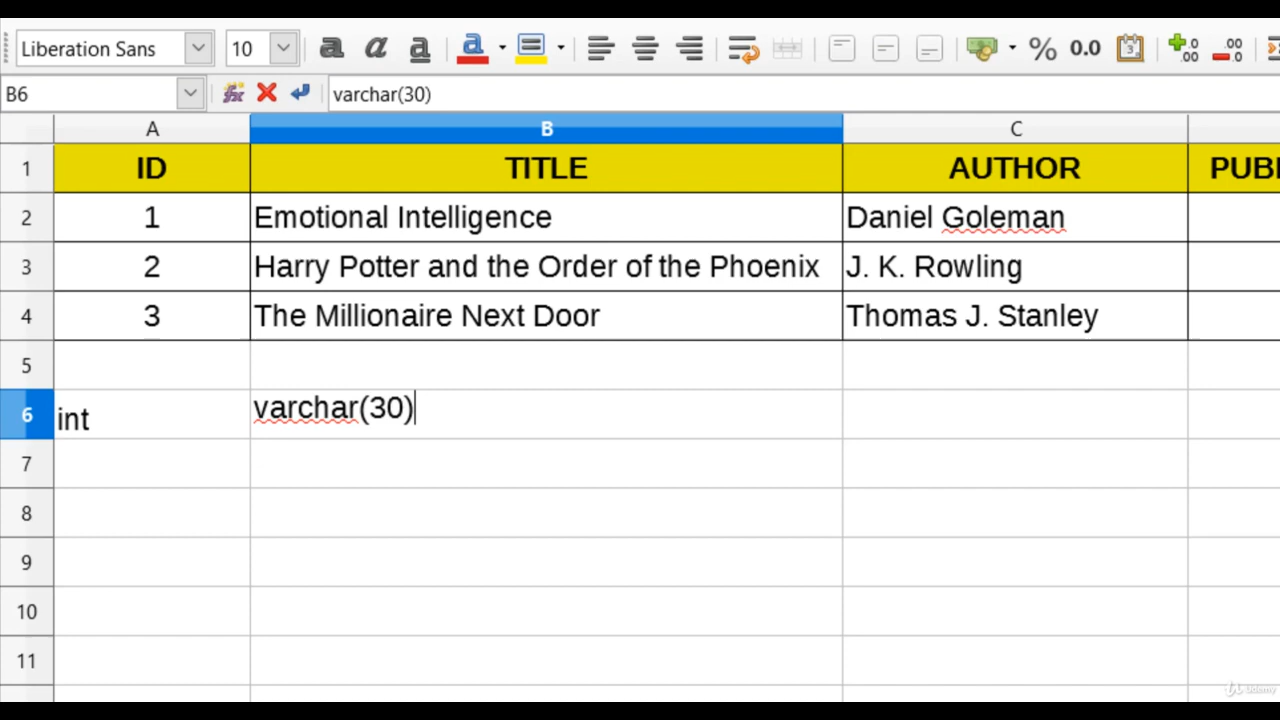 Liberation Sans 10 % 0.0
B6 varchar(30)
A B C
1 ID TITLE AUTHOR PUB
2 1 Emotional Intelligence Daniel Goleman
3 2 Harry Potter and the Order of the Phoenix J. K. Rowling
4 3 The Millionaire Next Door Thomas J. Stanley
5
6 int varchar(30)
7
8
9
10
11
Udemy